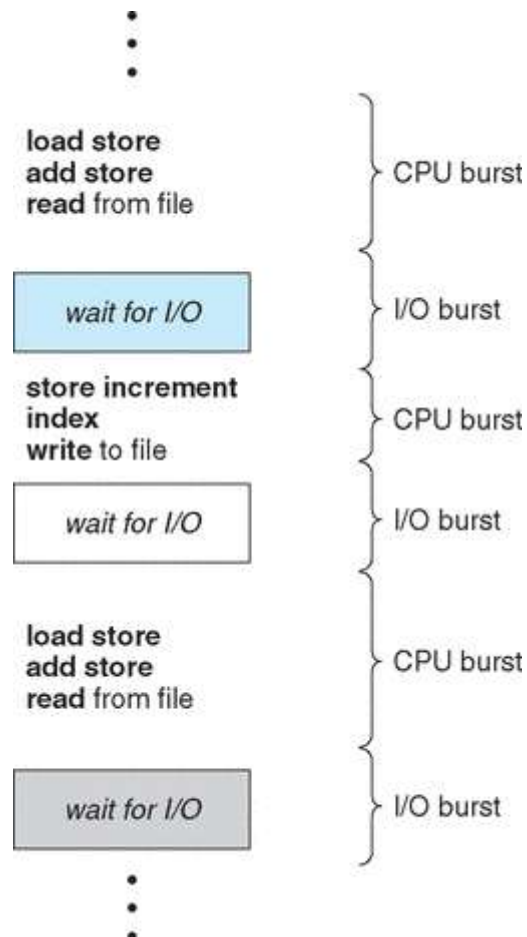 load store
add store
read from file
CPU burst
wait for I/O
I/O burst
store increment
index
write to file
CPU burst
wait for I/O
I/O burst
load store
add store
read from file
CPU burst
wait for I/O
I/O burst